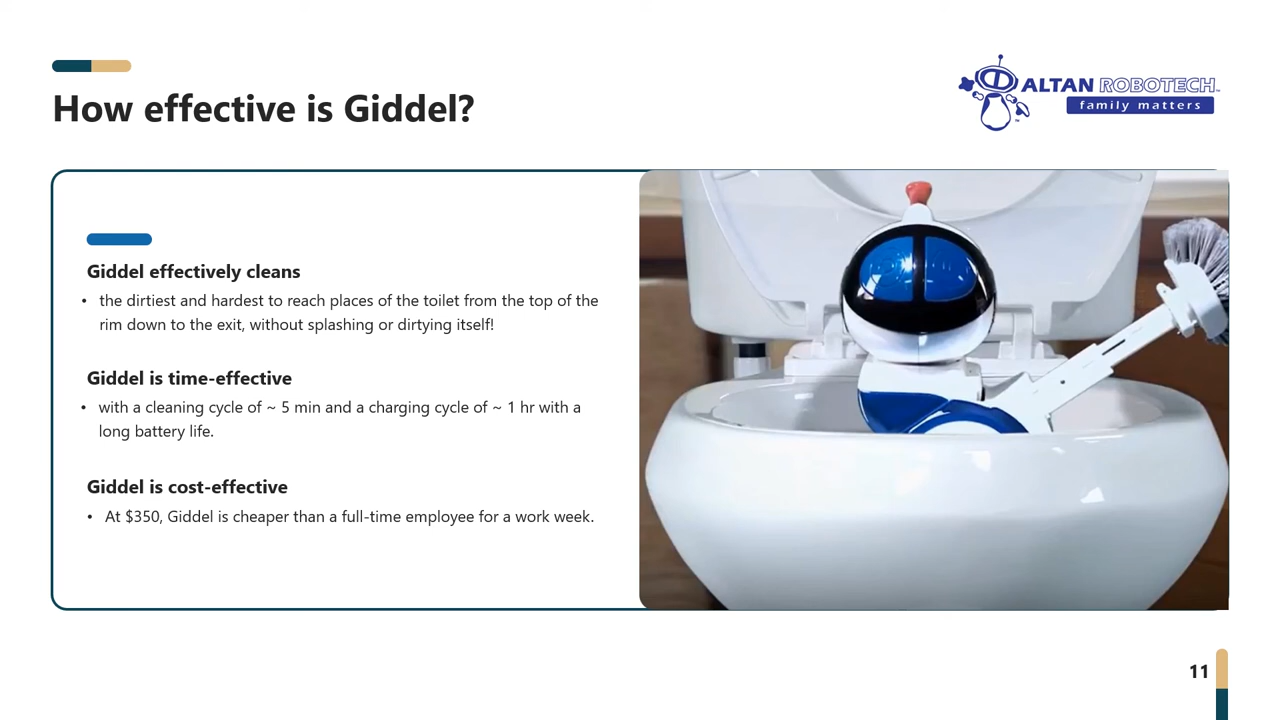 How effective is Giddel?
ALTAN ROBOTECH™
family matters
Giddel effectively cleans
• the dirtiest and hardest to reach places of the toilet from the top of the
rim down to the exit, without splashing or dirtying itself!
Giddel is time-effective
• with a cleaning cycle of ~ 5 min and a charging cycle of ~ 1 hr with a
long battery life.
Giddel is cost-effective
• At $350, Giddel is cheaper than a full-time employee for a work week.
11